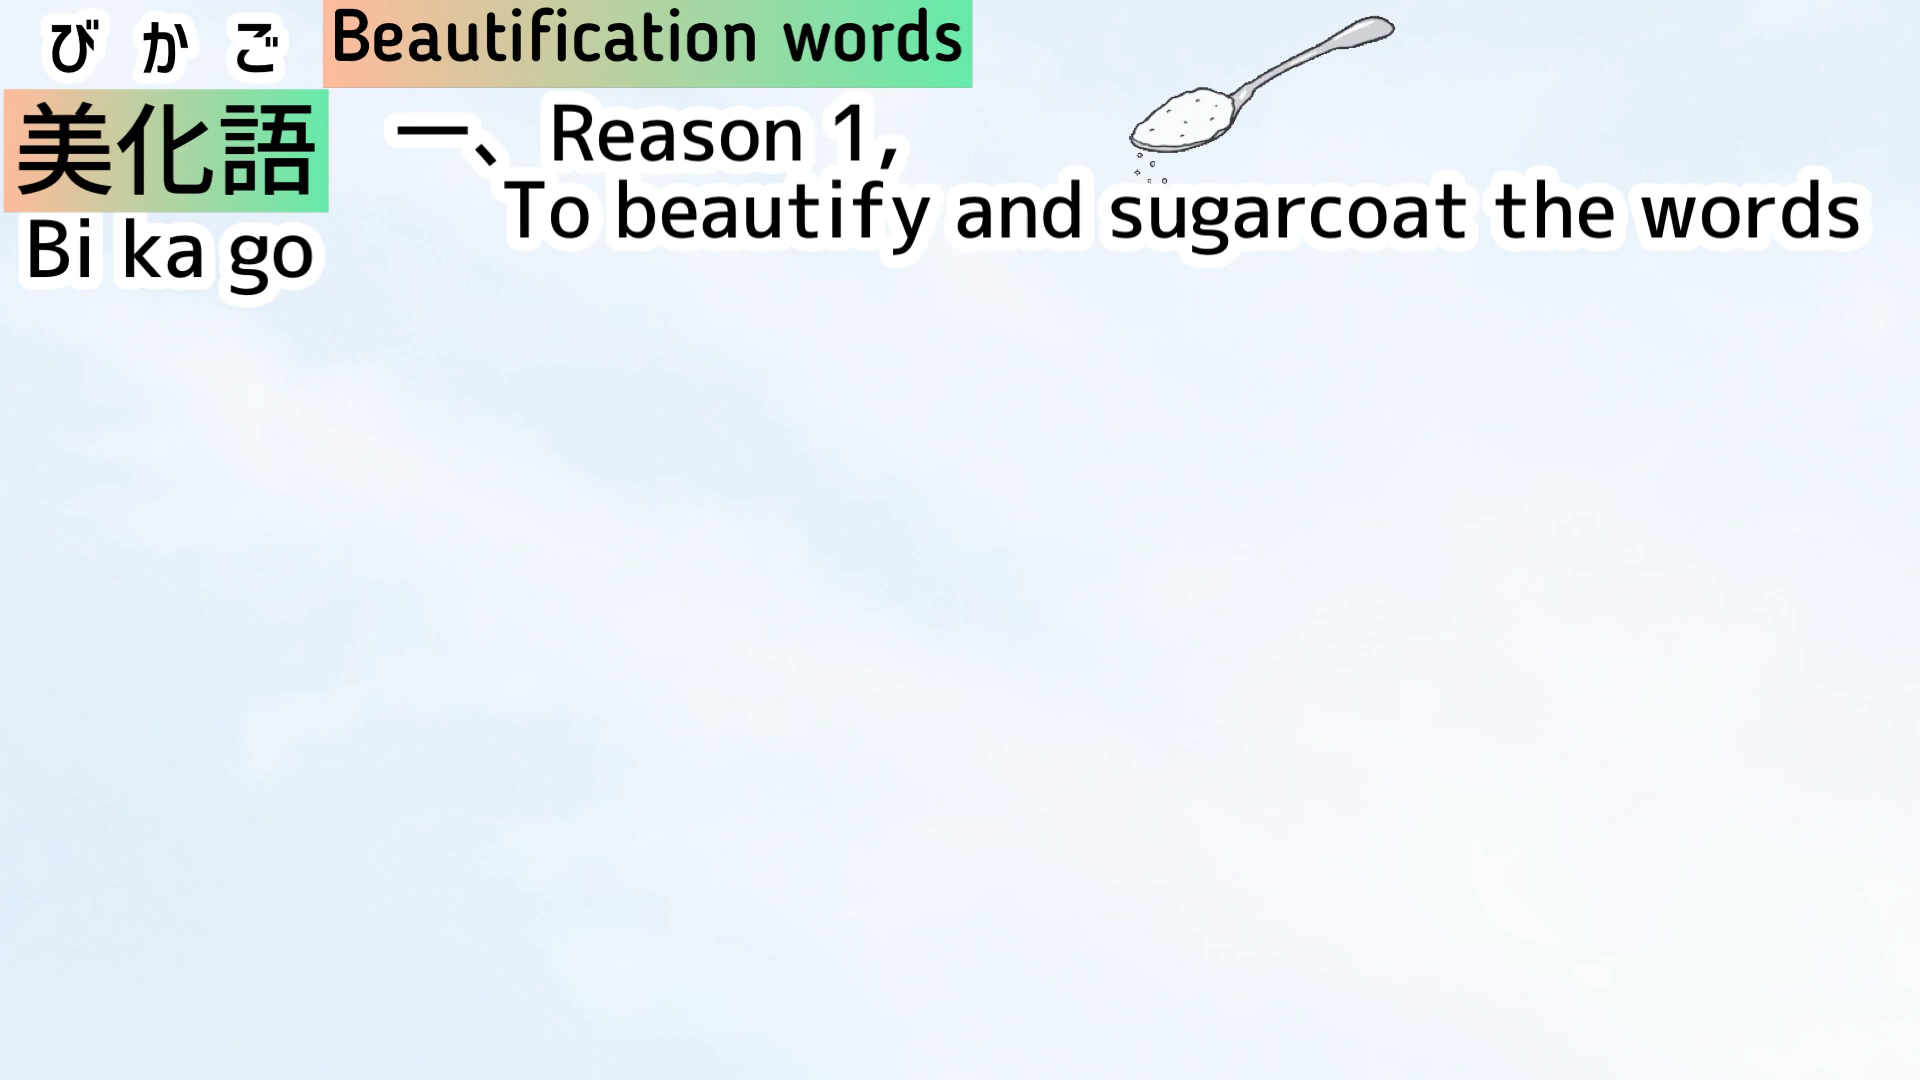 びかご
美化語
Bi ka go
Beautification words
一、 Reason 1,
To beautify and sugarcoat the words